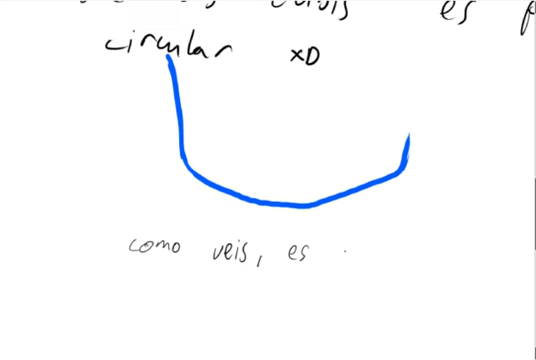 es
circular xD
como veis, es